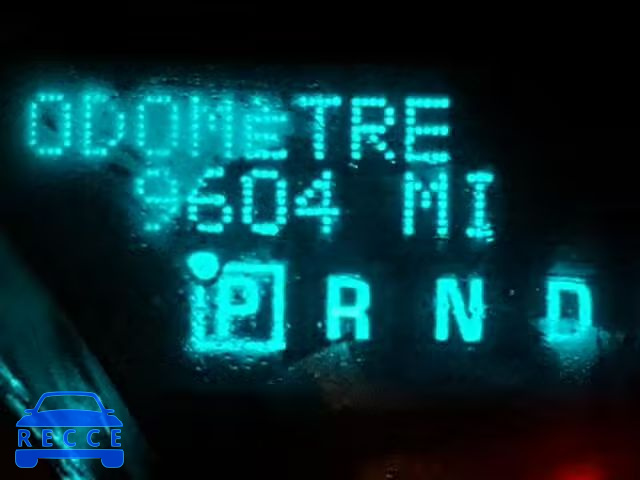 ODOMETRE
9604 MI
P R N D
RECCE